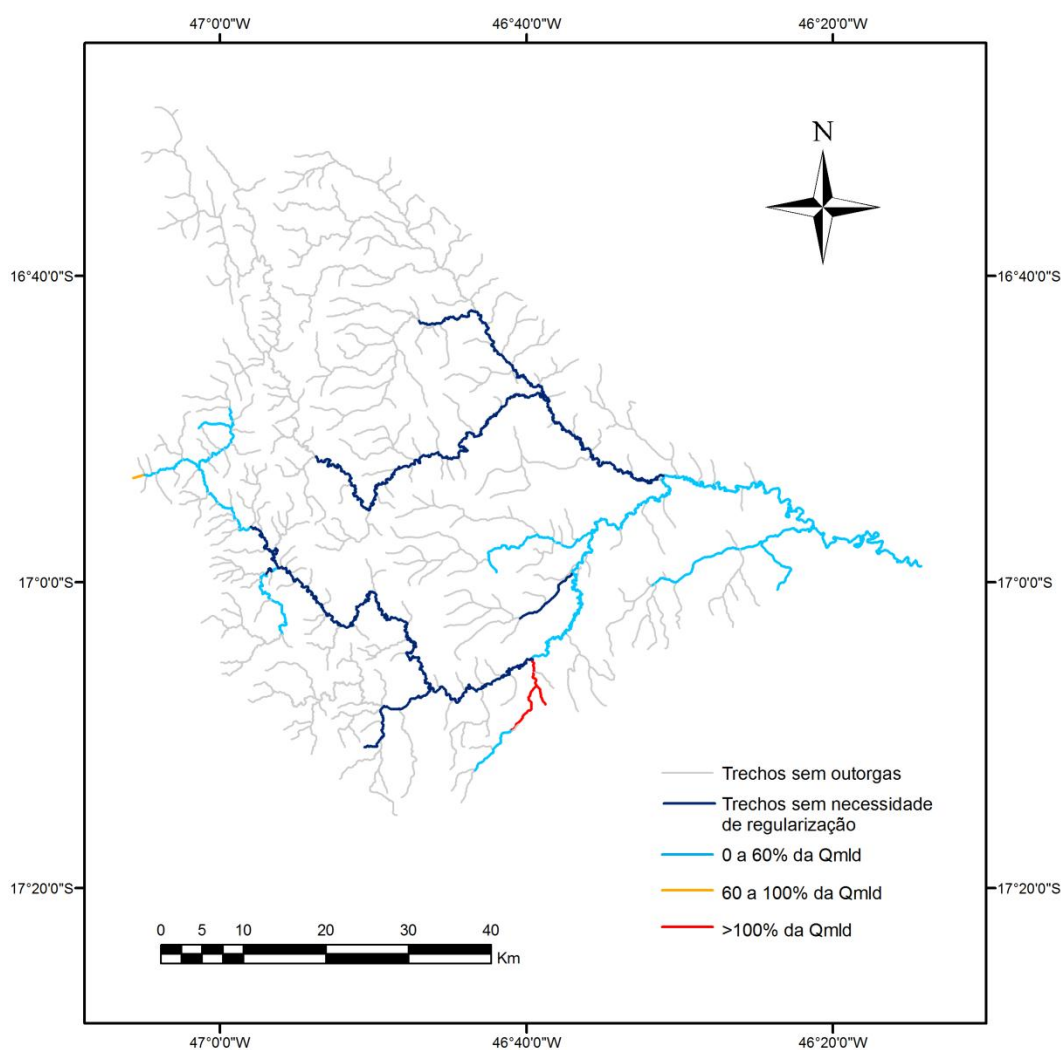 47°0'0"W 46°40'0"W 46°20'0"W
N
16°40'0"S 16°40'0"S
17°0'0"S 17°0'0"S
Trechos sem outorgas
Trechos sem necessidade
de regularização
0 a 60% da Qmld
17°20'0"S 17°20'0"S
60 a 100% da Qmld
>100% da Qmld
0 5 10 20 30 40
Km
47°0'0"W 46°40'0"W 46°20'0"W